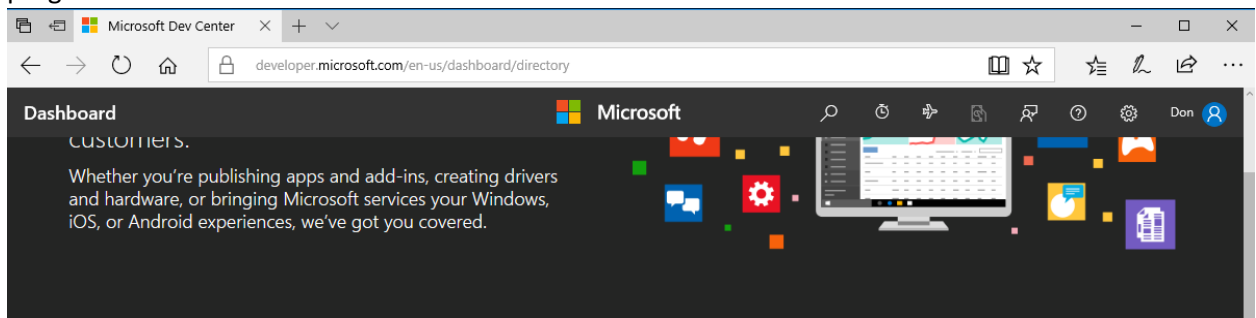 Microsoft Dev Center
developer.microsoft.com/en-us/dashboard/directory
Dashboard
Microsoft
Don
customers.
Whether you're publishing apps and add-ins, creating drivers
and hardware, or bringing Microsoft services your Windows,
iOS, or Android experiences, we've got you covered.